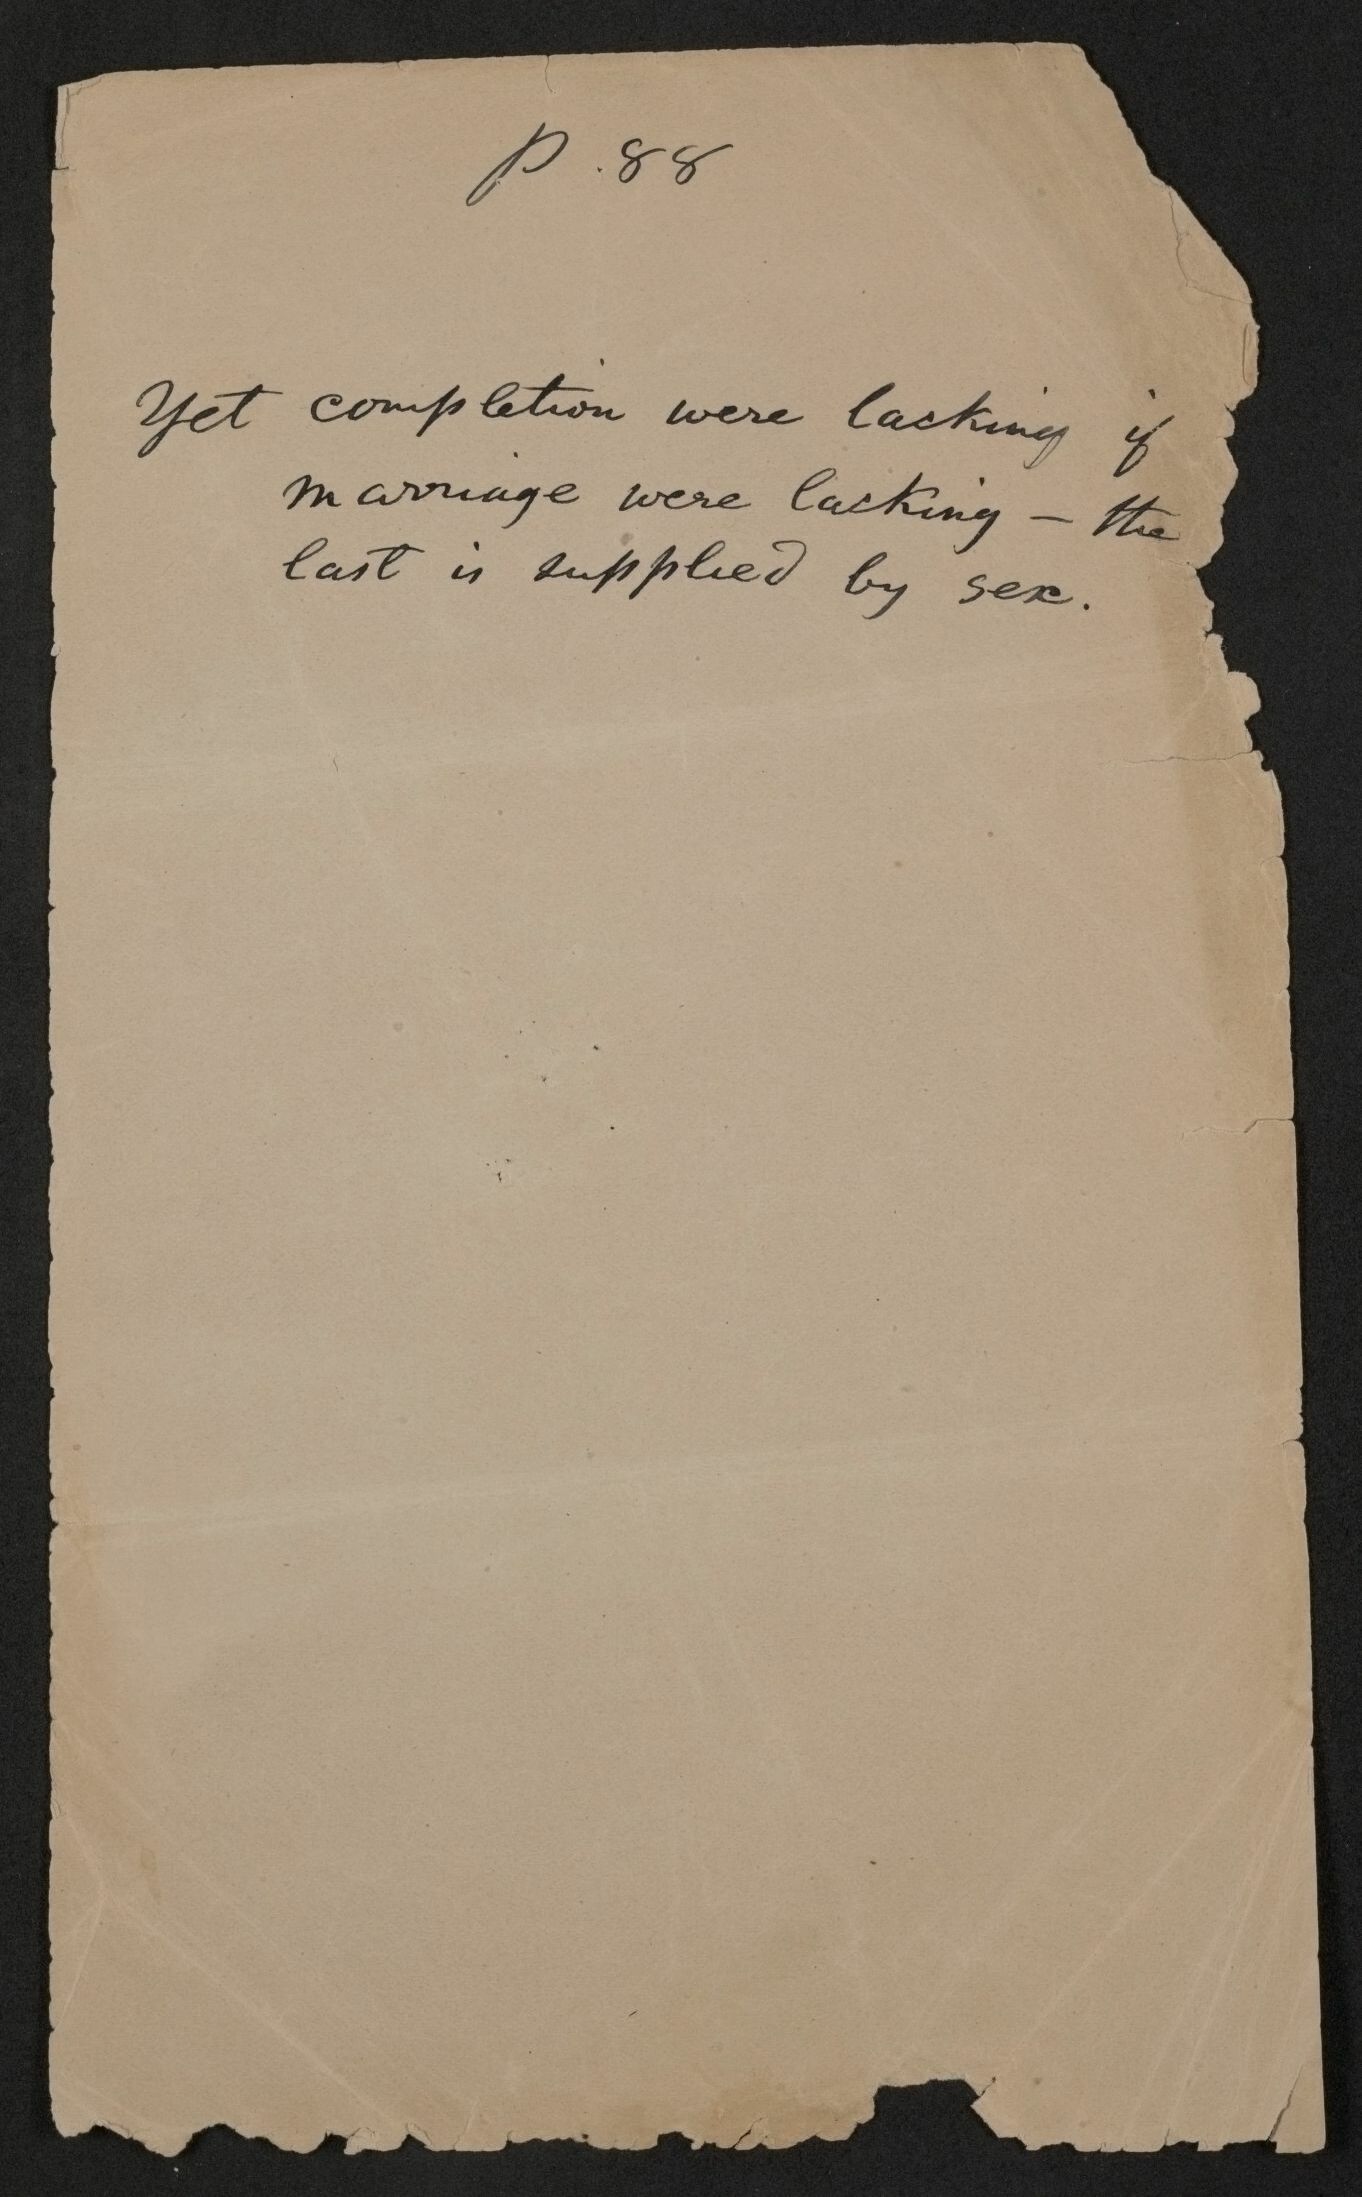 p. 88
Yet completion were lacking if
marriage were lacking – the
last is supplied by sex.